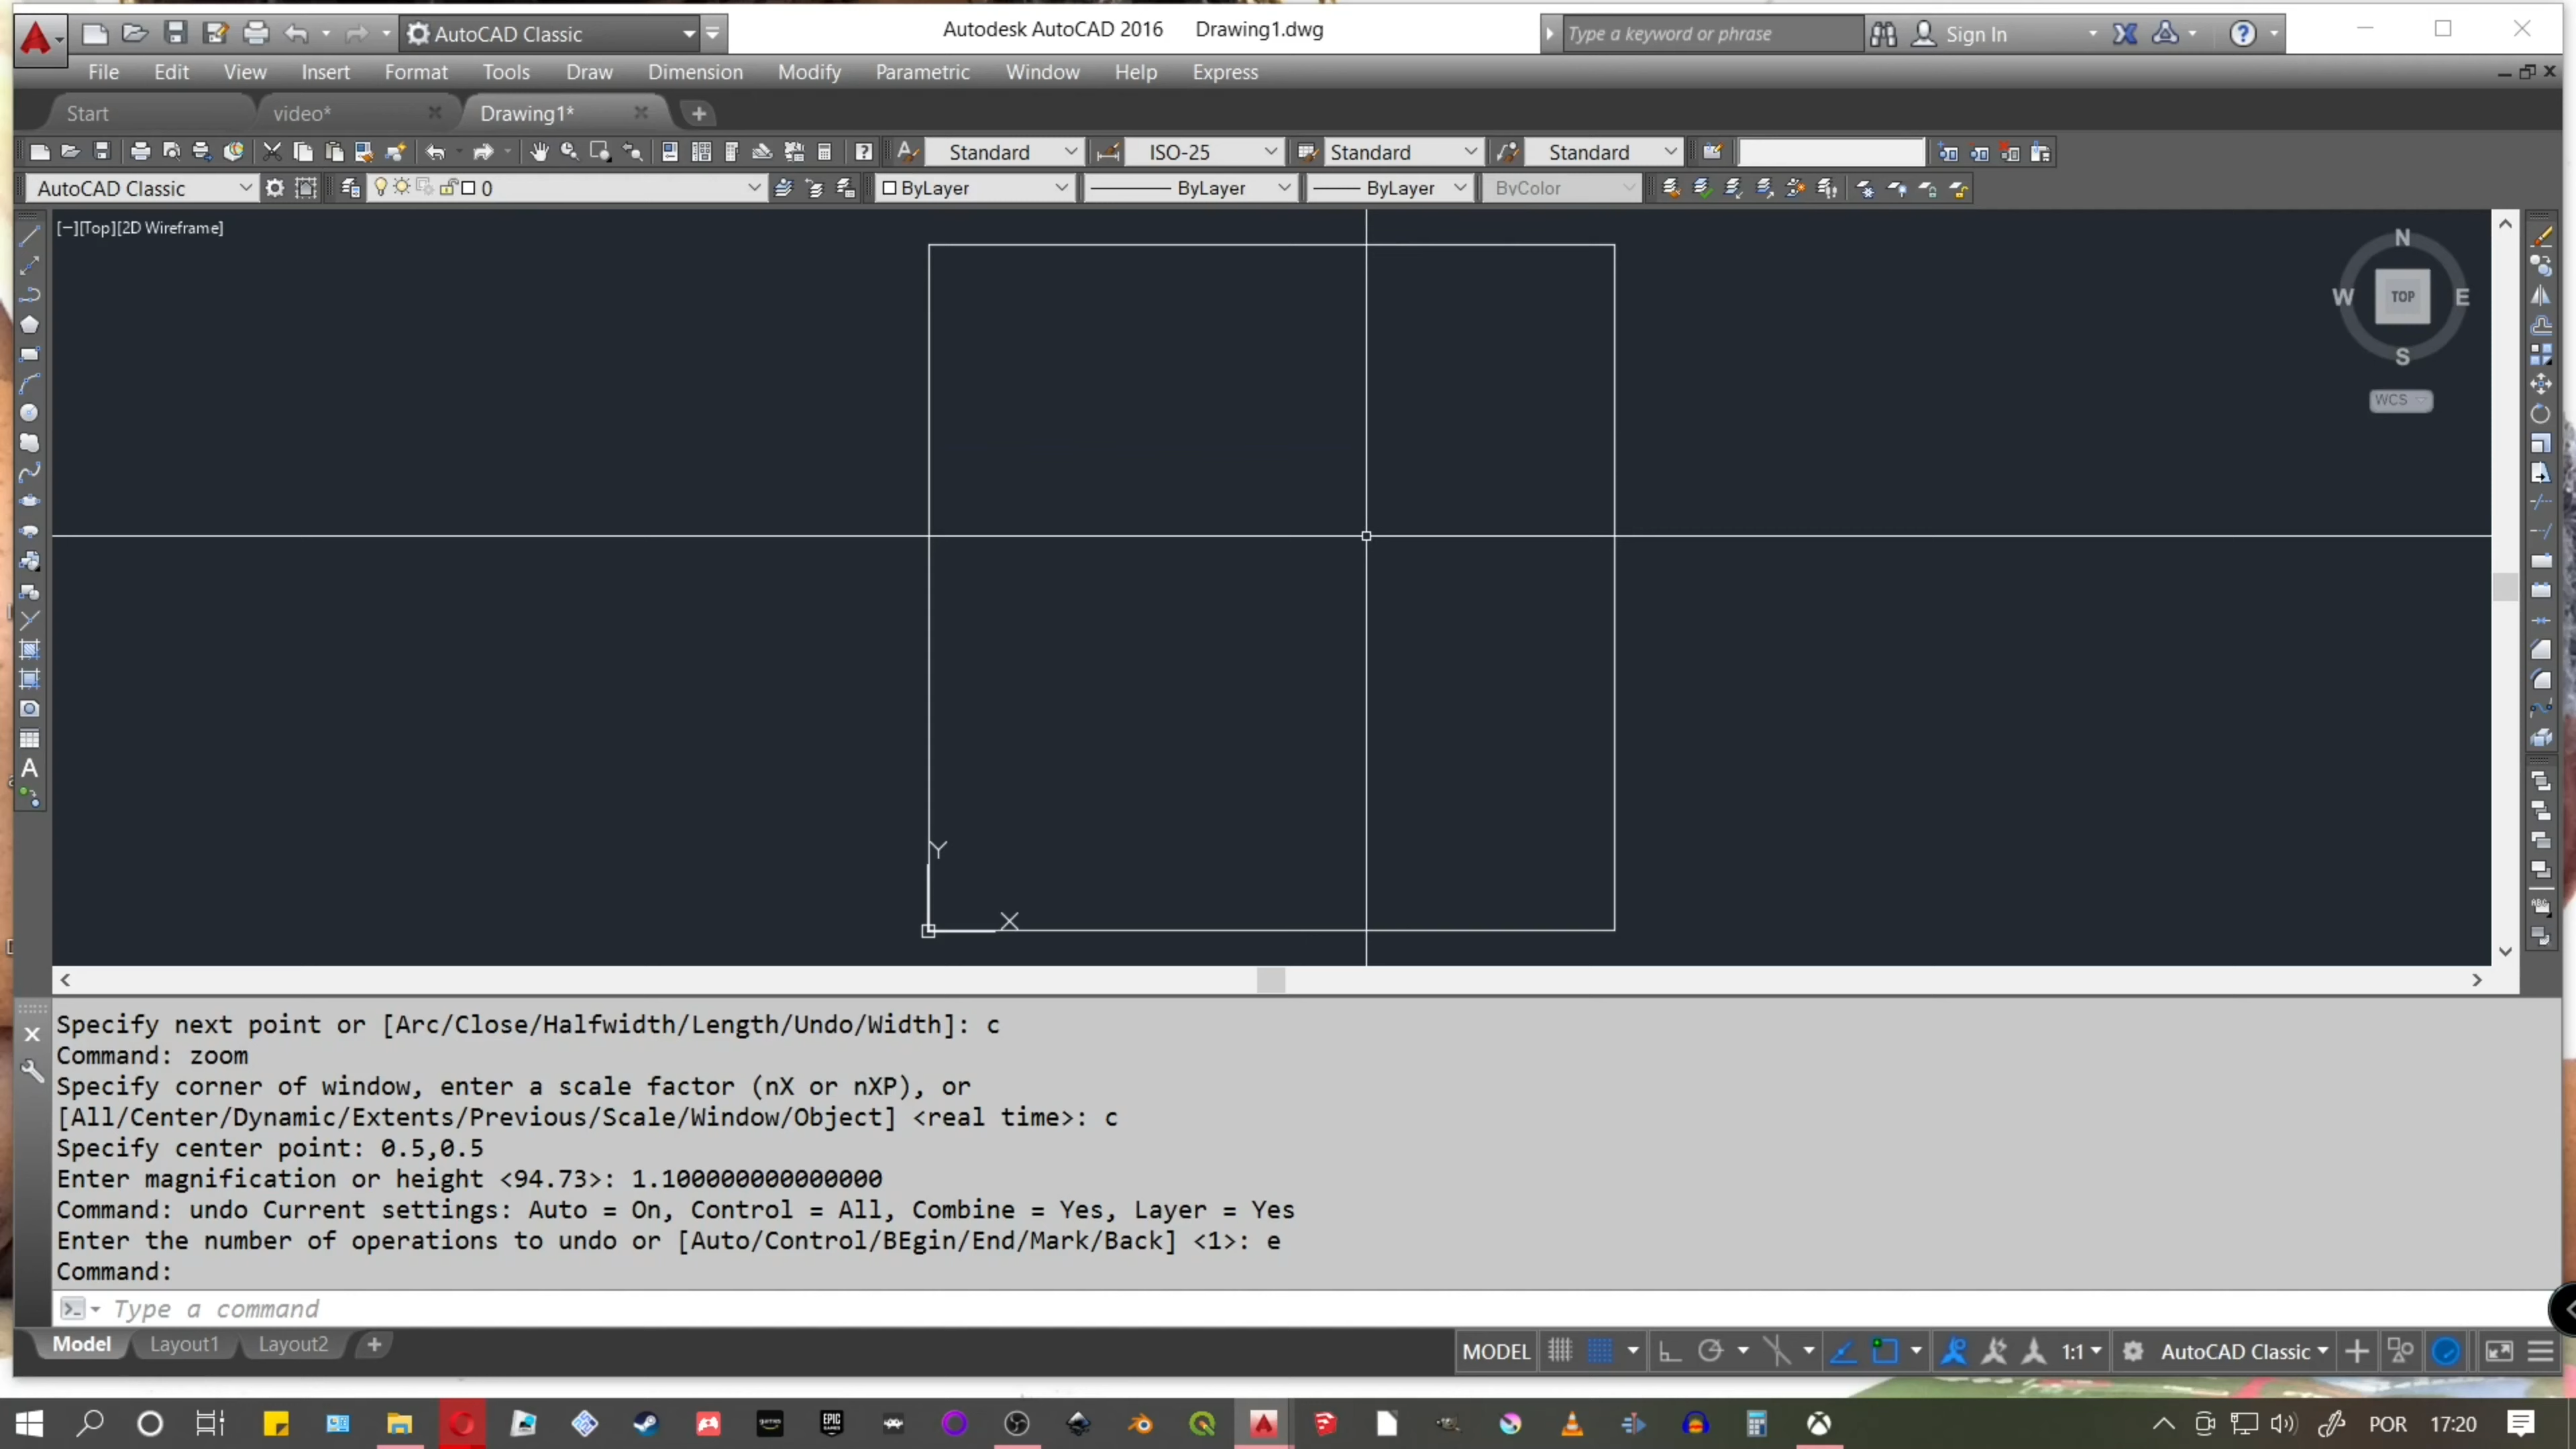 AutoCAD Classic
Autodesk AutoCAD 2016 Drawing1.dwg
Type a keyword or phrase
Sign In
File Edit View Insert Format Tools Draw Dimension Modify Parametric Window Help Express
Start video* Drawing1*
Standard ISO-25 Standard Standard
AutoCAD Classic 0 ByLayer ByLayer ByLayer ByColor
[−][Top][2D Wireframe]
N
W TOP E
S
WCS
Y
X
Specify next point or [Arc/Close/Halfwidth/Length/Undo/Width]: c
Command: zoom
Specify corner of window, enter a scale factor (nX or nXP), or
[All/Center/Dynamic/Extents/Previous/Scale/Window/Object] <real time>: c
Specify center point: 0.5,0.5
Enter magnification or height <94.73>: 1.100000000000000
Command: undo Current settings: Auto = On, Control = All, Combine = Yes, Layer = Yes
Enter the number of operations to undo or [Auto/Control/BEgin/End/Mark/Back] <1>: e
Command:
Type a command
Model Layout1 Layout2 MODEL 1:1 AutoCAD Classic
POR 17:20